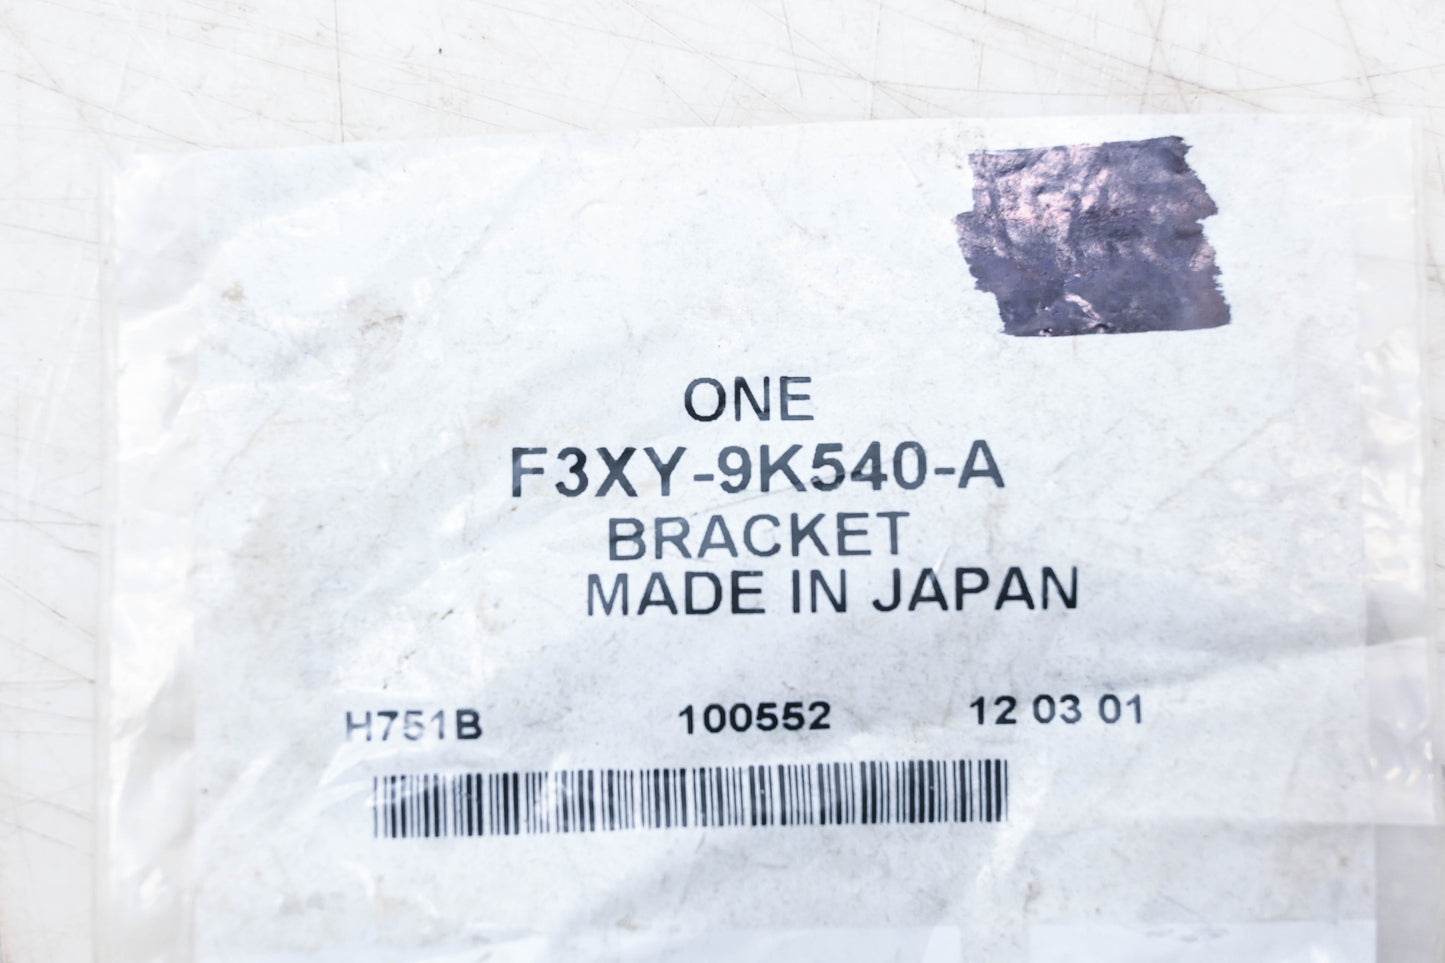 ONE
F3XY-9K540-A
BRACKET
MADE IN JAPAN
H751B 100552 12 03 01